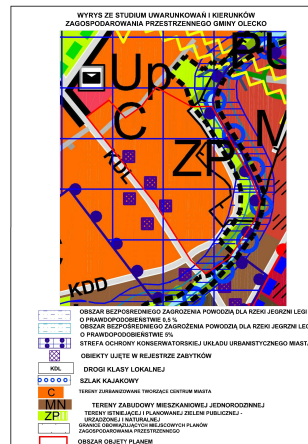 WYRYS ZE STUDIUM UWARUNKOWAŃ I KIERUNKÓW
ZAGOSPODAROWANIA PRZESTRZENNEGO GMINY OLECKO
PU
Up
C
M
KDL
ZP
KDD
OBSZAR BEZPOSREDNIEGO ZAGROŻENIA POWODZIĄ DLA RZEKI JEGRZNI LEGI
O PRAWDOPODOBIEŃSTWIE 0.5 %
OBSZAR BEZPOŚREDNIEGO ZAGROŻENIA POWODZIĄ DLA RZEKI JEGRZNI LEG
O PRAWDOPODOBIEŃSTWIE 5%
STREFA OCHRONY KONSERWATORSKIEJ UKŁADU URBANISTYCZNEGO MIAST
OBIEKTY UJĘTE W REJESTRZE ZABYTKÓW
KDL DROGI KLASY LOKALNEJ
SZLAK KAJAKOWY
C TERENY ZURBANIZOWANE TWORZĄCE CENTRUM MIASTA
MN TERENY ZABUDOWY MIESZKANIOWEJ JEDNORODZINNEJ
ZP TERENY ISTNIEJĄCEJ I PLANOWANEJ ZIELENI PUBLICZNEJ -
URZĄDZONEJ I NATURALNEJ
GRANICE OBOWIĄZUJĄCYCH MIEJSCOWYCH PLANÓW
ZAGOSPODAROWANIA PRZESTRZENNEGO
OBSZAR OBJĘTY PLANEM